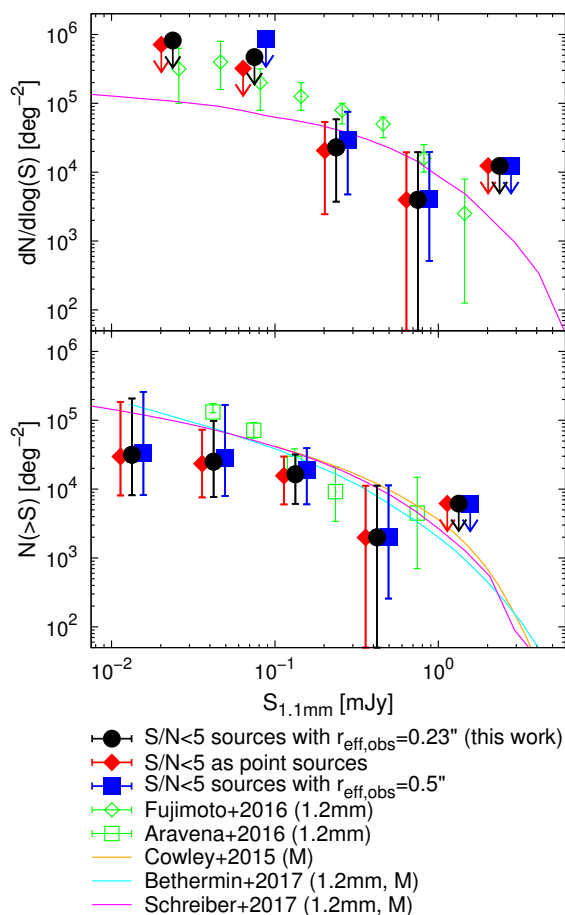 10^6
10^5
10^4
10^3
10^2
dN/dlog(S) [deg^-2]
10^6
10^5
10^4
10^3
10^2
N(>S) [deg^-2]
10^-2 10^-1 10^0
S_1.1mm [mJy]
S/N<5 sources with r_eff,obs=0.23" (this work)
S/N<5 as point sources
S/N<5 sources with r_eff,obs=0.5"
Fujimoto+2016 (1.2mm)
Aravena+2016 (1.2mm)
Cowley+2015 (M)
Bethermin+2017 (1.2mm, M)
Schreiber+2017 (1.2mm, M)